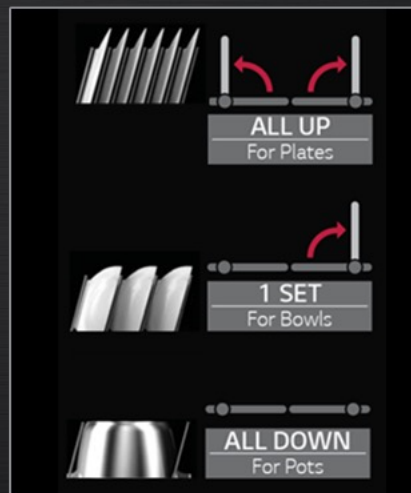 ALL UP
For Plates
1 SET
For Bowls
ALL DOWN
For Pots